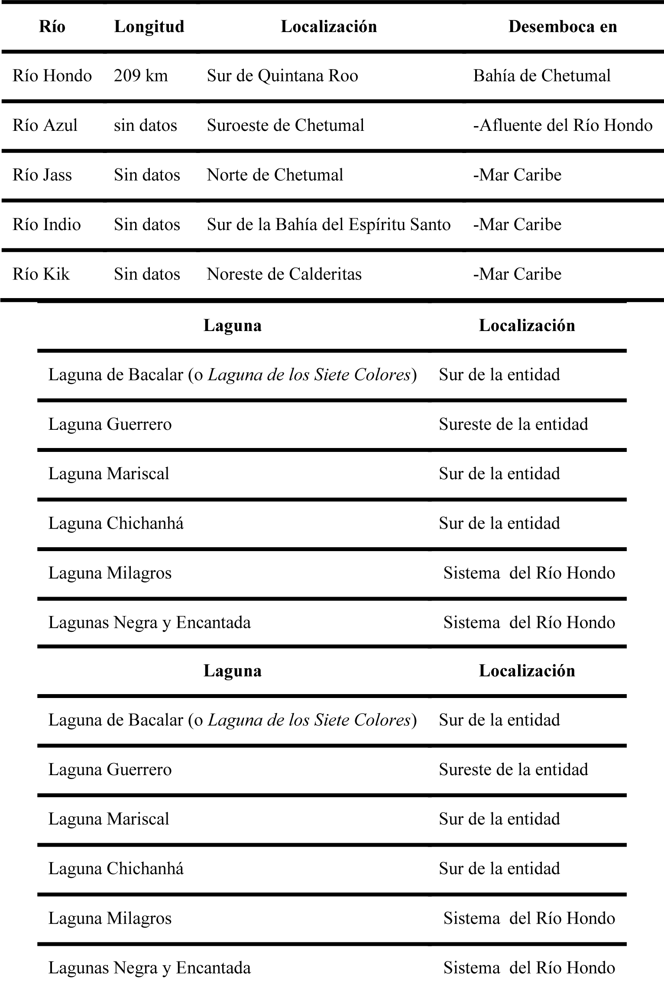 Río Longitud Localización Desemboca en
Río Hondo 209 km Sur de Quintana Roo Bahía de Chetumal
Río Azul sin datos Suroeste de Chetumal -Afluente del Río Hondo
Río Jass Sin datos Norte de Chetumal -Mar Caribe
Río Indio Sin datos Sur de la Bahía del Espíritu Santo -Mar Caribe
Río Kik Sin datos Noreste de Calderitas -Mar Caribe
Laguna Localización
Laguna de Bacalar (o Laguna de los Siete Colores) Sur de la entidad
Laguna Guerrero Sureste de la entidad
Laguna Mariscal Sur de la entidad
Laguna Chichanhá Sur de la entidad
Laguna Milagros Sistema  del Río Hondo
Lagunas Negra y Encantada Sistema  del Río Hondo
Laguna Localización
Laguna de Bacalar (o Laguna de los Siete Colores) Sur de la entidad
Laguna Guerrero Sureste de la entidad
Laguna Mariscal Sur de la entidad
Laguna Chichanhá Sur de la entidad
Laguna Milagros Sistema  del Río Hondo
Lagunas Negra y Encantada Sistema  del Río Hondo